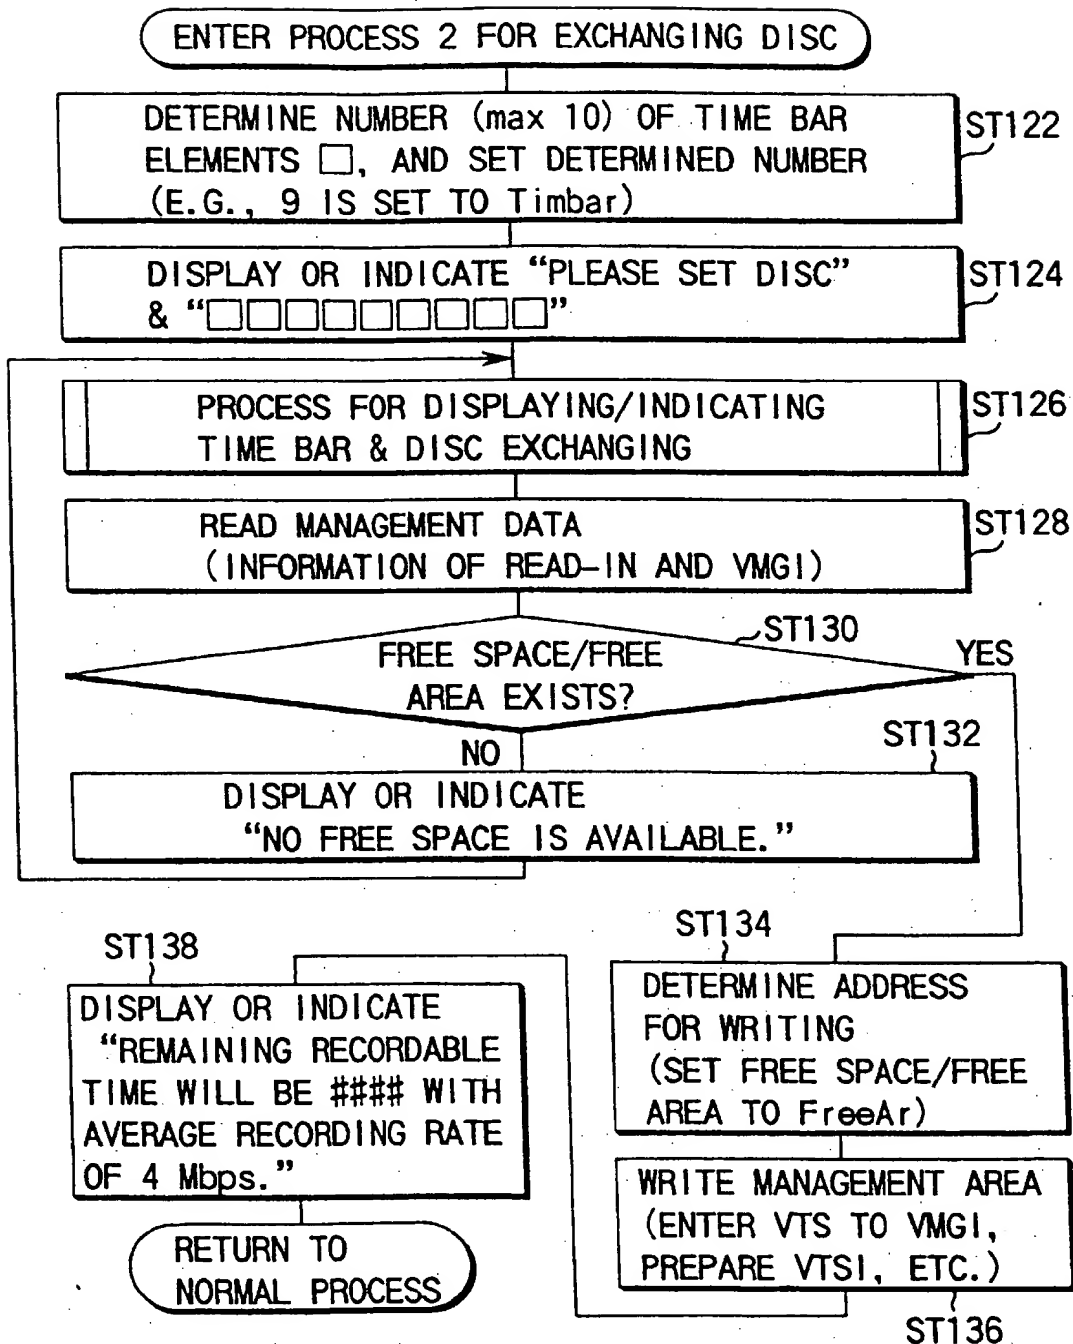 ENTER PROCESS 2 FOR EXCHANGING DISC
DETERMINE NUMBER (max 10) OF TIME BAR
ELEMENTS □, AND SET DETERMINED NUMBER
(E.G., 9 IS SET TO Timbar)
ST122
DISPLAY OR INDICATE “PLEASE SET DISC”
& “□□□□□□□□□”
ST124
PROCESS FOR DISPLAYING/INDICATING
TIME BAR & DISC EXCHANGING
ST126
READ MANAGEMENT DATA
(INFORMATION OF READ-IN AND VMGI)
ST128
ST130
FREE SPACE/FREE
AREA EXISTS?
YES
NO
ST132
DISPLAY OR INDICATE
“NO FREE SPACE IS AVAILABLE.”
ST134
DETERMINE ADDRESS
FOR WRITING
(SET FREE SPACE/FREE
AREA TO FreeAr)
WRITE MANAGEMENT AREA
(ENTER VTS TO VMGI,
PREPARE VTSI, ETC.)
ST136
ST138
DISPLAY OR INDICATE
“REMAINING RECORDABLE
TIME WILL BE #### WITH
AVERAGE RECORDING RATE
OF 4 Mbps.”
RETURN TO
NORMAL PROCESS